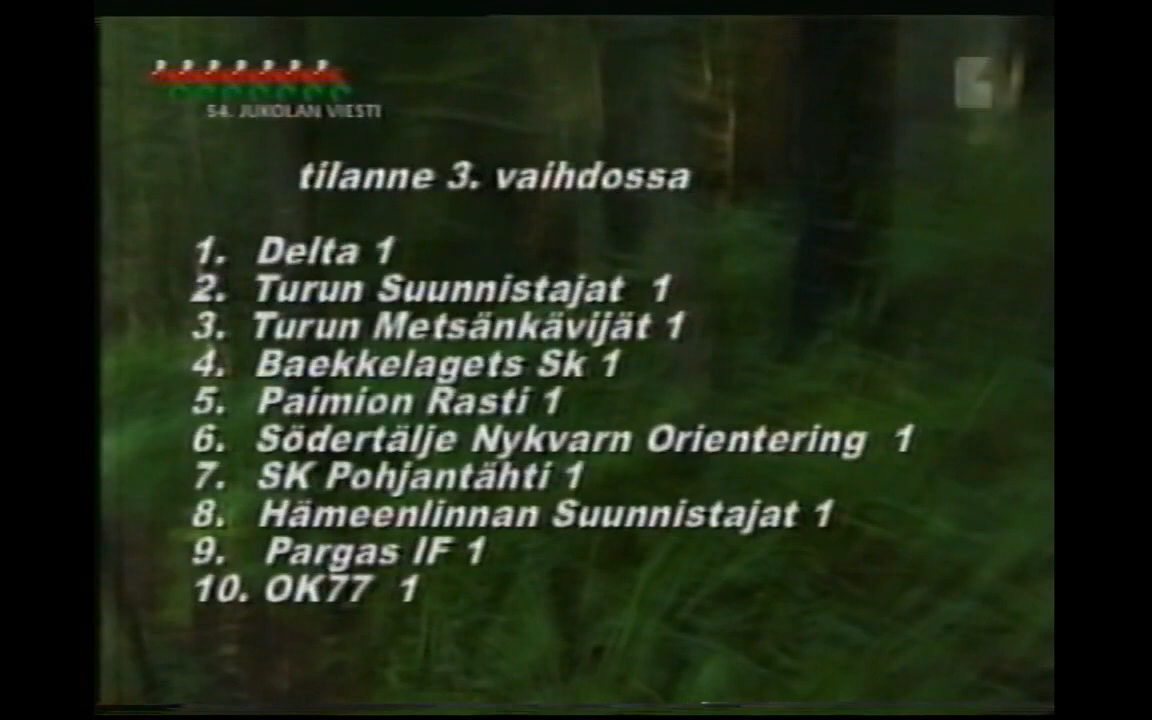 54. JUKOLAN VIESTI
tilanne 3. vaihdossa
1. Delta 1
2. Turun Suunnistajat 1
3. Turun Metsänkävijät 1
4. Baekkelagets Sk 1
5. Paimion Rasti 1
6. Södertälje Nykvarn Orientering 1
7. SK Pohjantähti 1
8. Hämeenlinnan Suunnistajat 1
9. Pargas IF 1
10. OK77 1